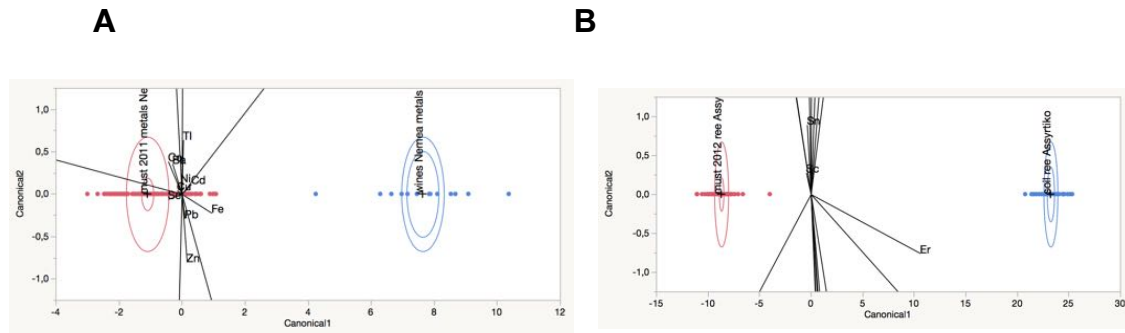 A
B
1,0
0,5
0,0
-0,5
-1,0
Canonical2
must 2011 metals Ne
wines Nemea metals
Tl
Ni
Cd
Cu
Se
Fe
Pb
Zn
-4
-2
0
2
4
6
8
10
12
Canonical1
1,0
0,5
0,0
-0,5
-1,0
Canonical2
must 2012 ree Assy
soil ree Assyrtiko
Sn
Er
-15
-10
-5
0
5
10
15
20
25
30
Canonical1